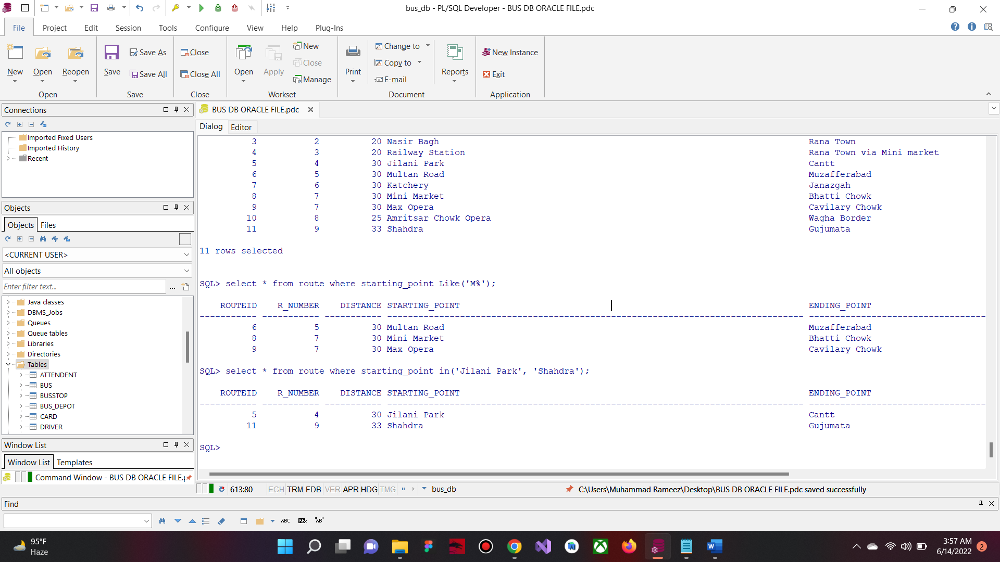 bus_db - PL/SQL Developer - BUS DB ORACLE FILE.pdc
File Project Edit Session Tools Configure View Help Plug-Ins
New Open Reopen Save Save As Save All Close Close All Open Apply New Close Manage Print Change to Copy to E-mail Reports New Instance Exit
Open Save Close Workset Document Application
Connections
Imported Fixed Users
Imported History
Recent
Objects
Objects Files
<CURRENT USER>
All objects
Enter filter text...
...
Java classes
DBMS_Jobs
Queues
Queue tables
Libraries
Directories
Tables
ATTENDENT
BUS
BUSSTOP
BUS_DEPOT
CARD
DRIVER
Window List
Window List Templates
Command Window - BUS DB ORACLE FILE.p
BUS DB ORACLE FILE.pdc
Dialog Editor
3 2 20 Nasir Bagh Rana Town
4 3 20 Railway Station Rana Town via Mini market
5 4 30 Jilani Park Cantt
6 5 30 Multan Road Muzafferabad
7 6 30 Katchery Janazgah
8 7 30 Mini Market Bhatti Chowk
9 7 30 Max Opera Cavilary Chowk
10 8 25 Amritsar Chowk Opera Wagha Border
11 9 33 Shahdra Gujumata
11 rows selected
SQL> select * from route where starting_point Like('M%');
ROUTEID R_NUMBER DISTANCE STARTING_POINT ENDING_POINT
6 5 30 Multan Road Muzafferabad
8 7 30 Mini Market Bhatti Chowk
9 7 30 Max Opera Cavilary Chowk
SQL> select * from route where starting_point in('Jilani Park', 'Shahdra');
ROUTEID R_NUMBER DISTANCE STARTING_POINT ENDING_POINT
5 4 30 Jilani Park Cantt
11 9 33 Shahdra Gujumata
SQL>
613:80 ECH TRM FDB VER APR HDG TMG bus_db C:\Users\Muhammad Rameez\Desktop\BUS DB ORACLE FILE.pdc saved successfully
Find
ABC "AB"
95°F
Haze
3:57 AM
6/14/2022
2